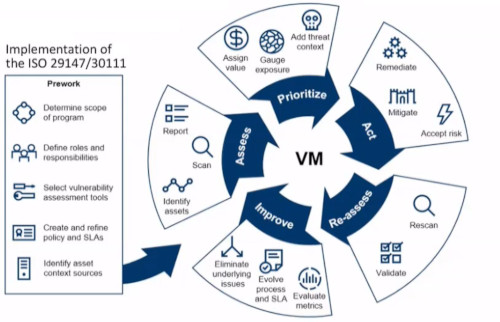 Implementation of
the ISO 29147/30111
Prework
Determine scope
of program
Define roles and
responsibilities
Select vulnerability
assessment tools
Create and refine
policy and SLAs
Identify asset
context sources
VM
Assess
Identify
assets
Scan
Report
Prioritize
Assign
value
Gauge
exposure
Add threat
context
Act
Remediate
Mitigate
Accept risk
Re-assess
Rescan
Validate
Improve
Eliminate
underlying
issues
Evolve
process
and SLA
Evaluate
metrics